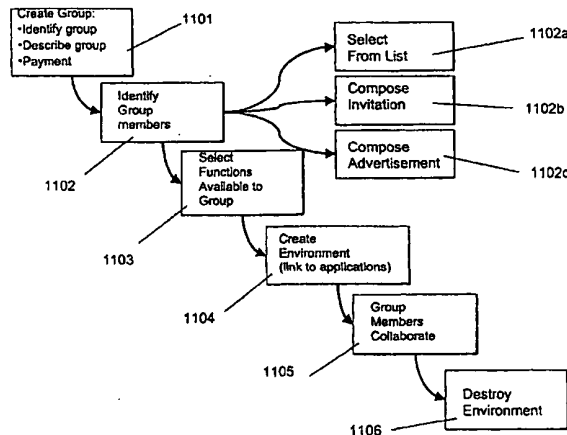 Create Group:
•Identify group
•Describe group
•Payment
1101
Select
From List
1102a
Identify
Group
members
1102
Compose
Invitation
1102b
Compose
Advertisement
1102c
Select
Functions
Available to
Group
1103
Create
Environment
(link to applications)
1104
Group
Members
Collaborate
1105
Destroy
Environment
1106